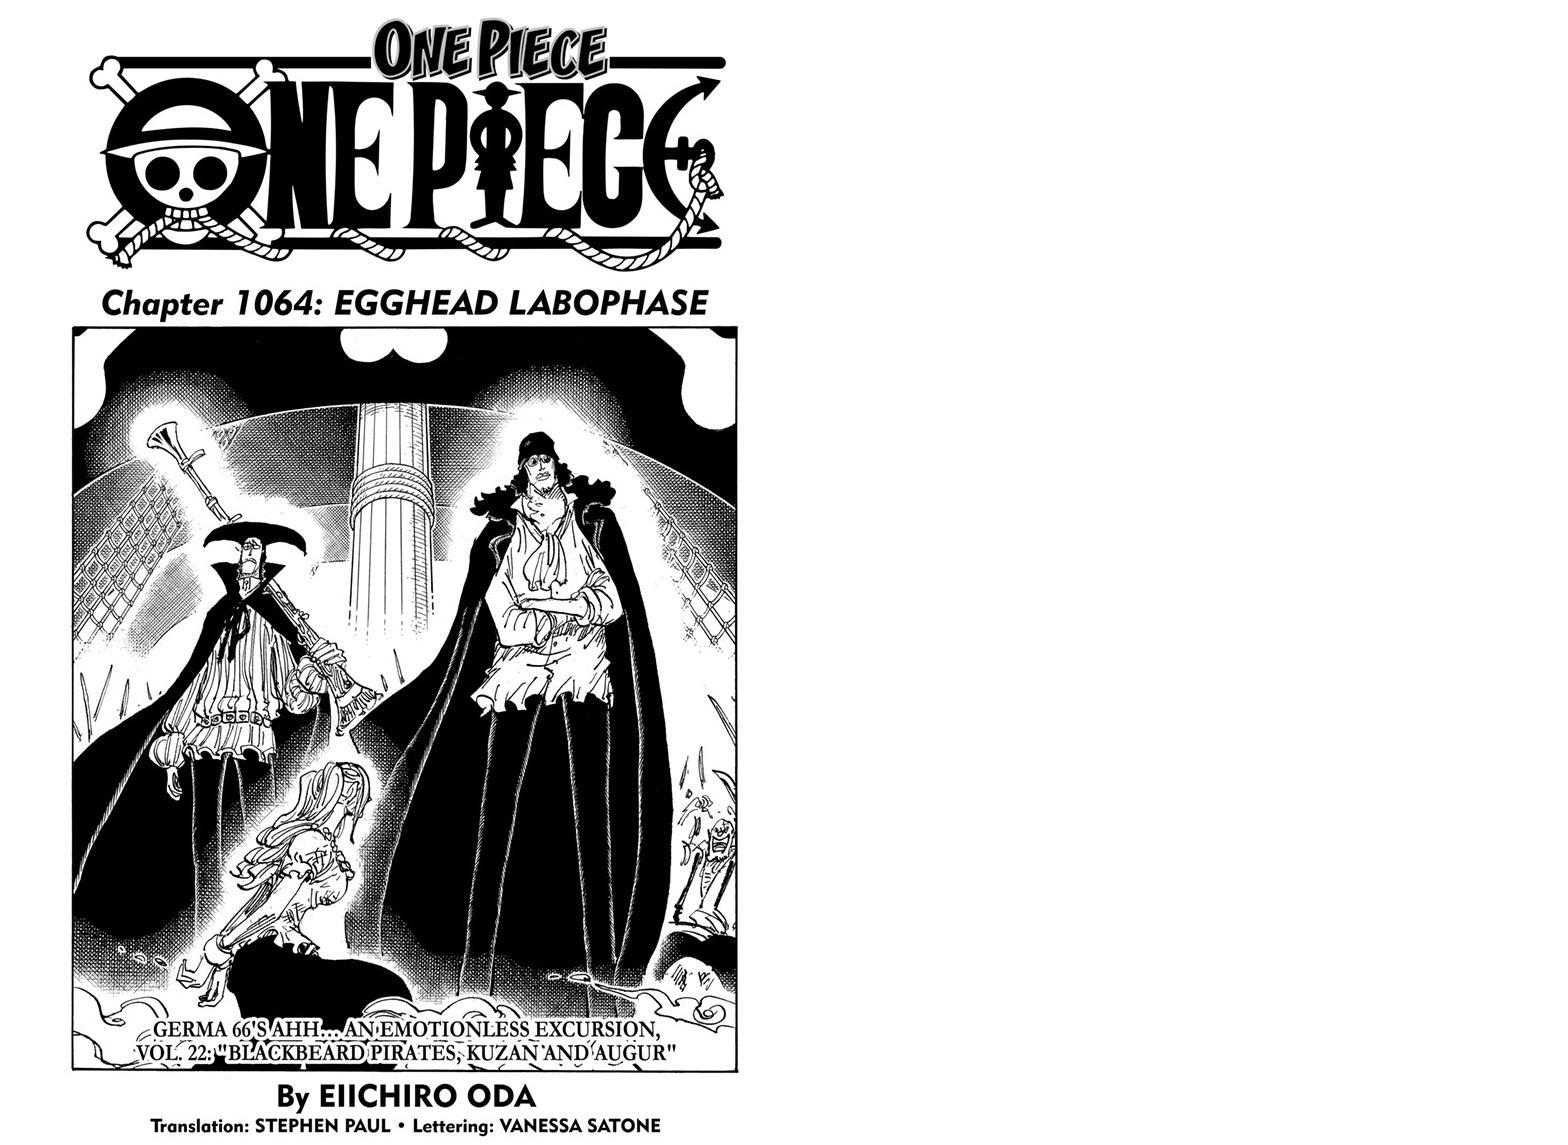 ONE PIECE
ONE PIECE
Chapter 1064: EGGHEAD LABOPHASE
GERMA 66'S AHH... AN EMOTIONLESS EXCURSION,
VOL. 22: "BLACKBEARD PIRATES, KUZAN AND AUGUR"
By EIICHIRO ODA
Translation: STEPHEN PAUL • Lettering: VANESSA SATONE